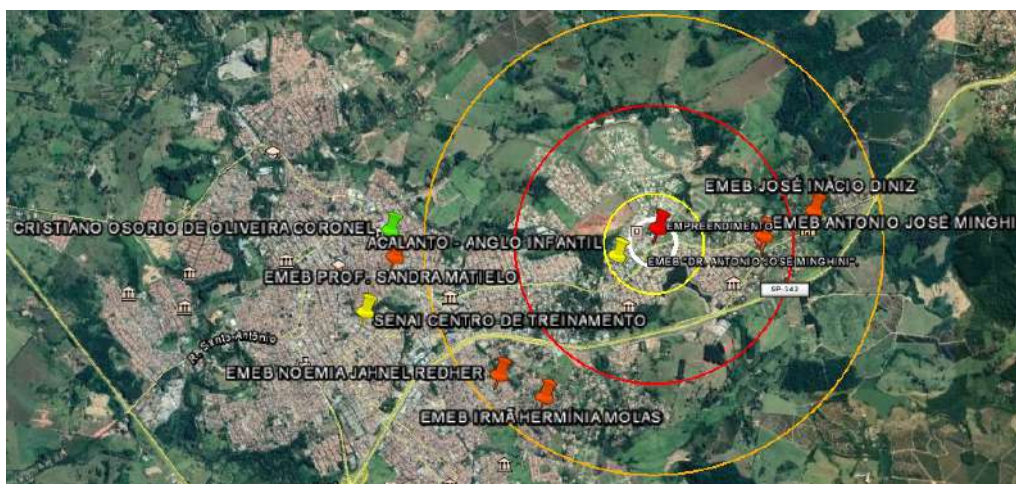 EMEB JOSÉ INÁCIO DINIZ
CRISTIANO OSORIO DE OLIVEIRA CORONEL,
EMPREENDIMENTO
EMEB ANTONIO JOSÉ MINGHI
ACALANTO - ANGLO INFANTIL
EMEB "DR. ANTONIO JOSÉ MINGHINI".
EMEB PROF. SANDRA MATIELO
SP-342
SENAI CENTRO DE TREINAMENTO
R. Santo Antônio
EMEB NOEMIA JAHNEL REDHER
EMEB IRMÃ HERMÍNIA MOLAS